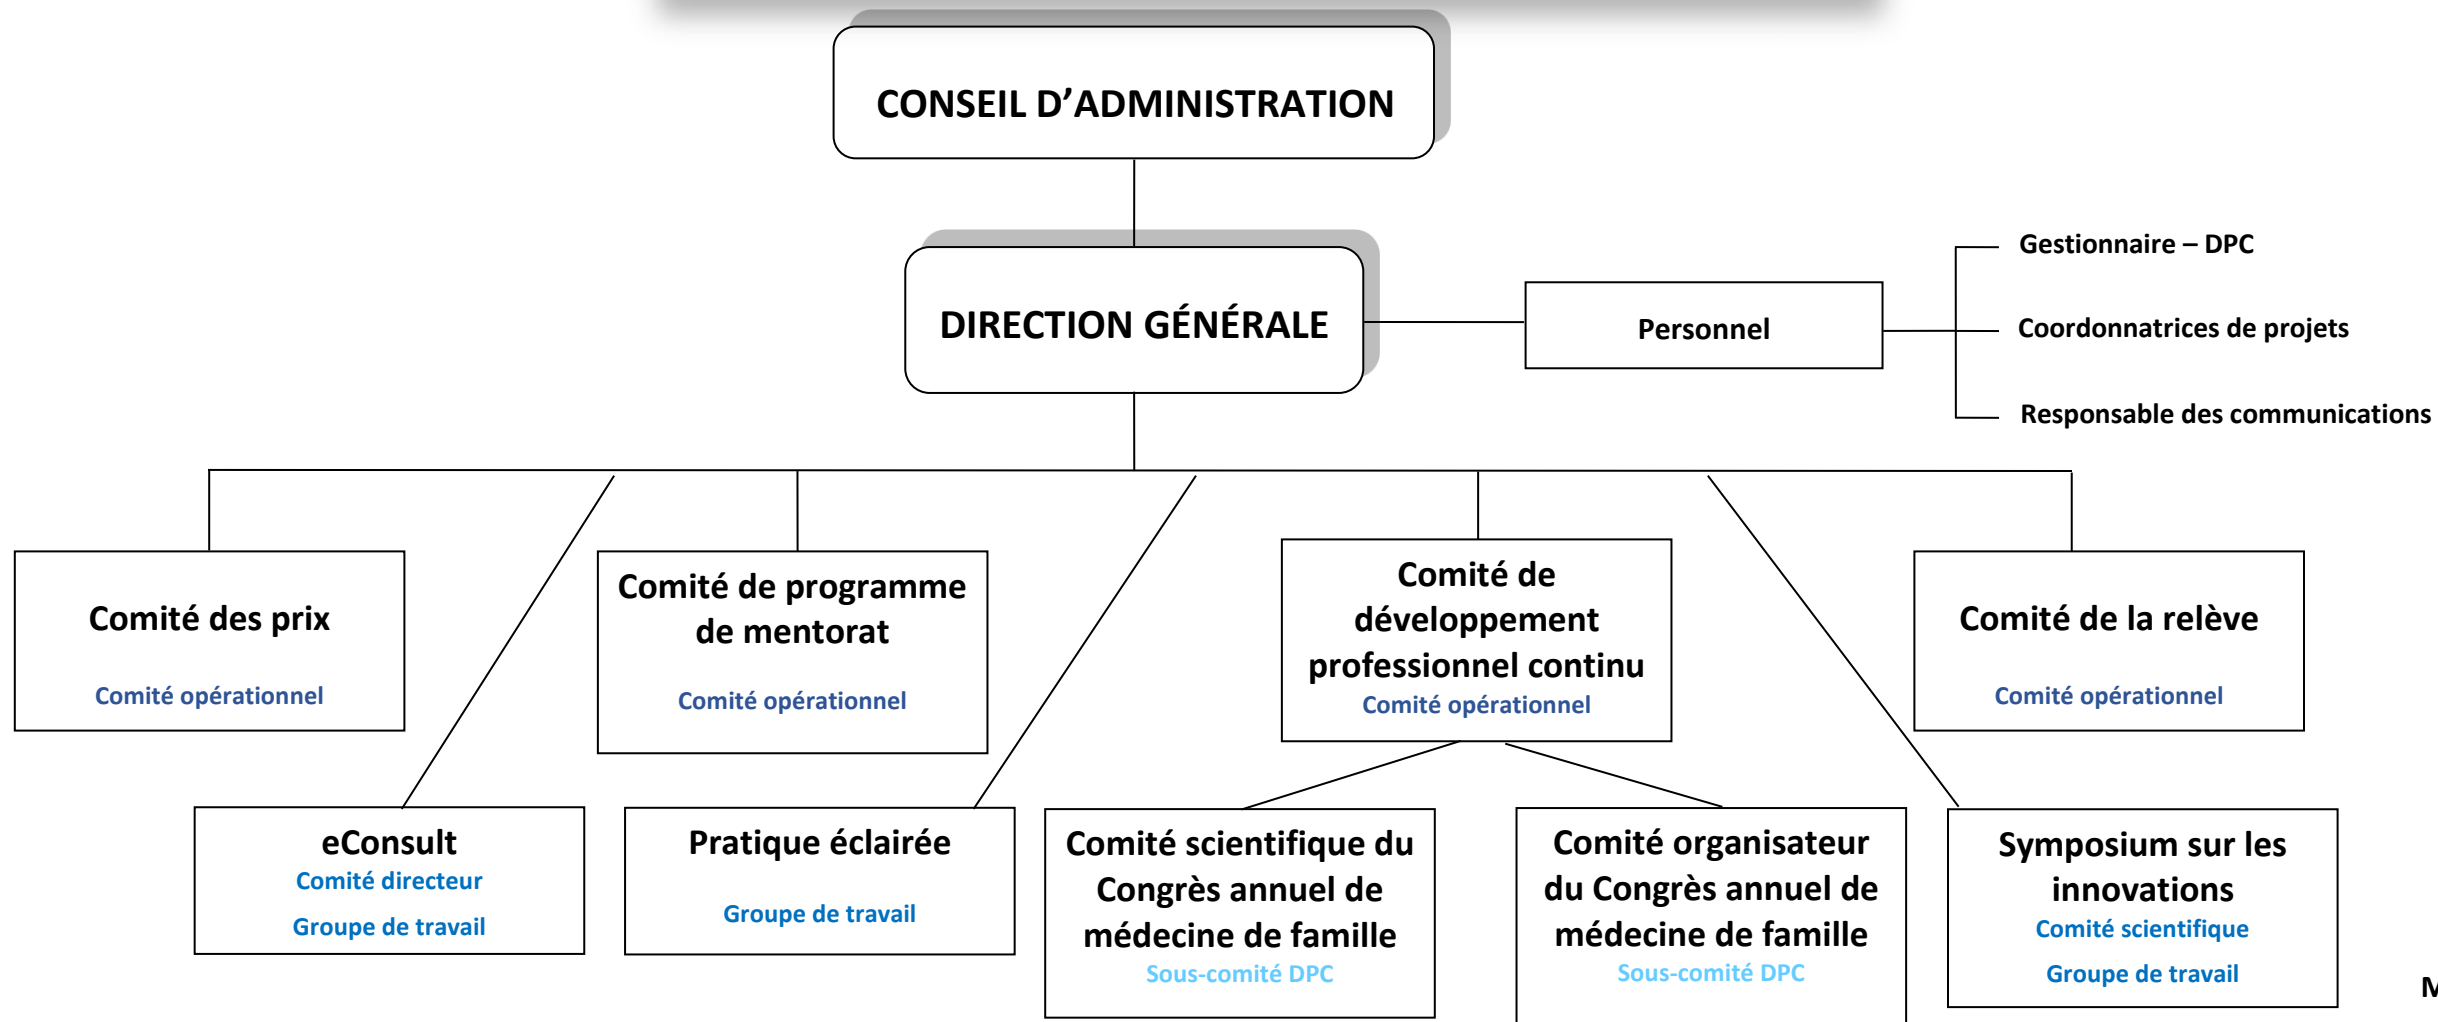 CONSEIL D’ADMINISTRATION
DIRECTION GÉNÉRALE
Personnel
Gestionnaire – DPC
Coordonnatrices de projets
Responsable des communications
Comité des prix
Comité opérationnel
Comité de programme
de mentorat
Comité opérationnel
Comité de
développement
professionnel continu
Comité opérationnel
Comité de la relève
Comité opérationnel
eConsult
Comité directeur
Groupe de travail
Pratique éclairée
Groupe de travail
Comité scientifique du
Congrès annuel de
médecine de famille
Sous-comité DPC
Comité organisateur
du Congrès annuel de
médecine de famille
Sous-comité DPC
Symposium sur les
innovations
Comité scientifique
Groupe de travail